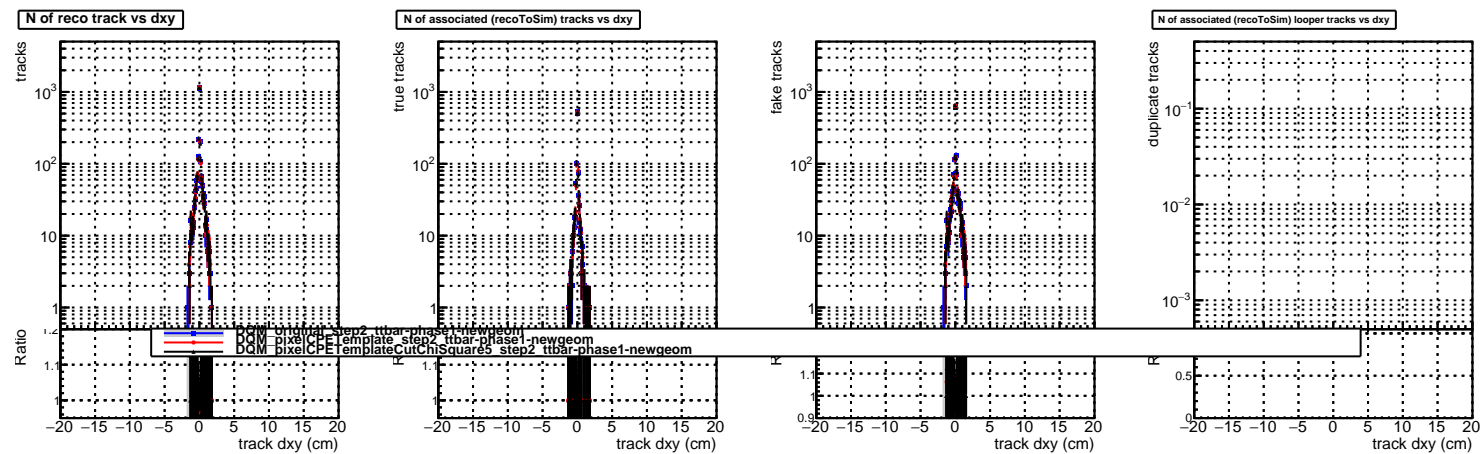 N of reco track vs dxy
N of associated (recoToSim) tracks vs dxy
N of associated (recoToSim) looper tracks vs dxy
tracks
10³
10²
10
1
true tracks
10³
10²
10
1
fake tracks
10³
10²
10
1
duplicate tracks
10⁻¹
10⁻²
10⁻³
DQM_original_step2_ttbar-phase1-newgeom
DQM_pixelCPETemplate_step2_ttbar-phase1-newgeom
DQM_pixelCPETemplateCutChiSquare5_step2_ttbar-phase1-newgeom
Ratio
1.2
1.1
1
1.1
1
0.9
0.5
0
−20 −15 −10 −5 0 5 10 15 20
track dxy (cm)
−20 −15 −10 −5 0 5 10 15 20
track dxy (cm)
−20 −15 −10 −5 0 5 10 15 20
track dxy (cm)
−20 −15 −10 −5 0 5 10 15 20
track dxy (cm)